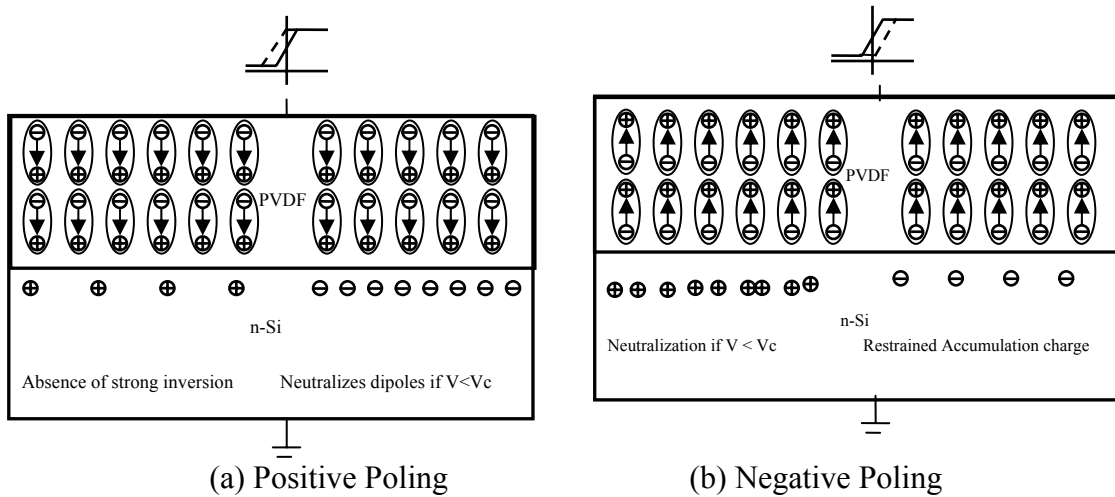 PVDF
n-Si
Absence of strong inversion
Neutralizes dipoles if V<Vc
(a) Positive Poling
PVDF
n-Si
Neutralization if V < Vc
Restrained Accumulation charge
(b) Negative Poling